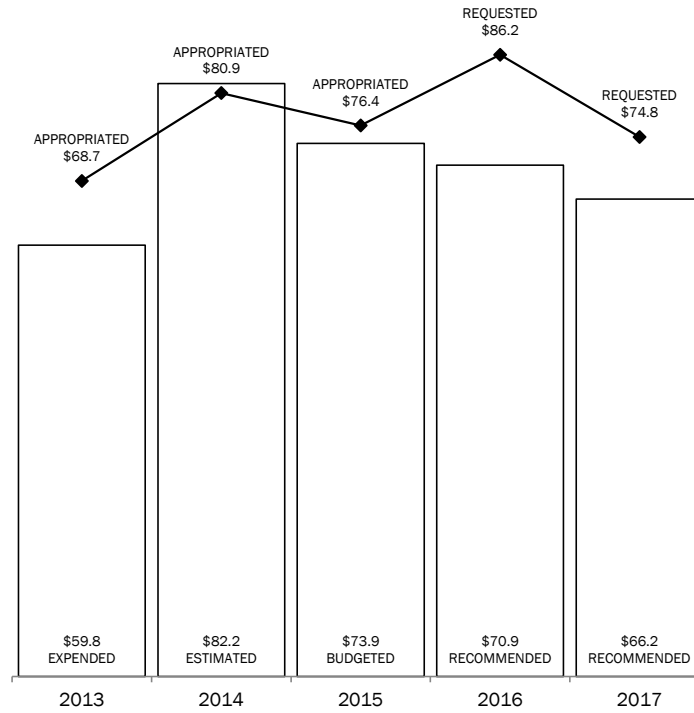 REQUESTED
$86.2
APPROPRIATED
$80.9
APPROPRIATED
$76.4
REQUESTED
$74.8
APPROPRIATED
$68.7
$59.8
EXPENDED
$82.2
ESTIMATED
$73.9
BUDGETED
$70.9
RECOMMENDED
$66.2
RECOMMENDED
2013
2014
2015
2016
2017